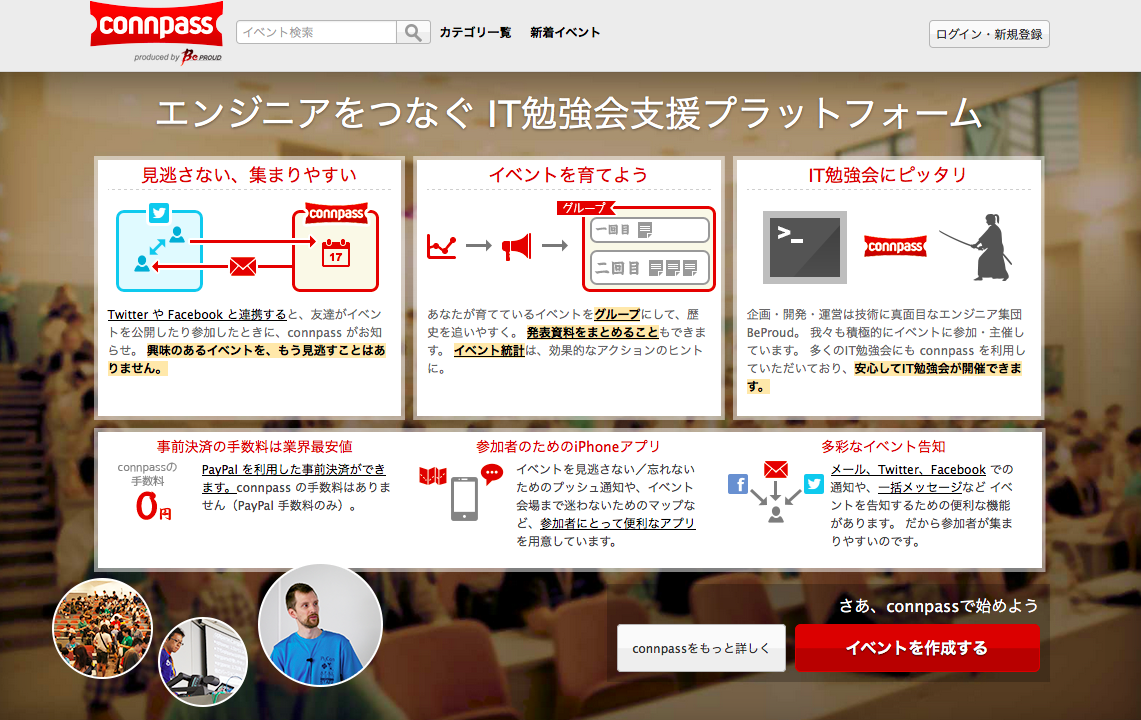 connpass
produced by Be PROUD
イベント検索
カテゴリ一覧
新着イベント
ログイン・新規登録
エンジニアをつなぐ IT勉強会支援プラットフォーム
見逃さない、集まりやすい
connpass
17
Twitter や Facebook と連携すると、友達がイベン
トを公開したり参加したときに、connpass がお知
らせ。 興味のあるイベントを、もう見逃すことはあ
りません。
イベントを育てよう
グループ
一回目
二回目
あなたが育てているイベントをグループにして、歴
史を追いやすく。 発表資料をまとめることもできま
す。 イベント統計は、効果的なアクションのヒント
に。
IT勉強会にピッタリ
>_
connpass
企画・開発・運営は技術に真面目なエンジニア集団
BeProud。 我々も積極的にイベントに参加・主催し
ています。 多くのIT勉強会にも connpass を利用し
ていただいており、安心してIT勉強会が開催できま
す。
事前決済の手数料は業界最安値
connpassの
手数料
0円
PayPal を利用した事前決済ができ
ます。connpass の手数料はありま
せん（PayPal 手数料のみ）。
参加者のためのiPhoneアプリ
イベントを見逃さない／忘れない
ためのプッシュ通知や、イベント
会場まで迷わないためのマップな
ど、参加者にとって便利なアプリ
を用意しています。
多彩なイベント告知
f
メール、Twitter、Facebook での
通知や、一括メッセージなど イベ
ントを告知するための便利な機能
があります。 だから参加者が集ま
りやすいのです。
さあ、connpassで始めよう
connpassをもっと詳しく
イベントを作成する